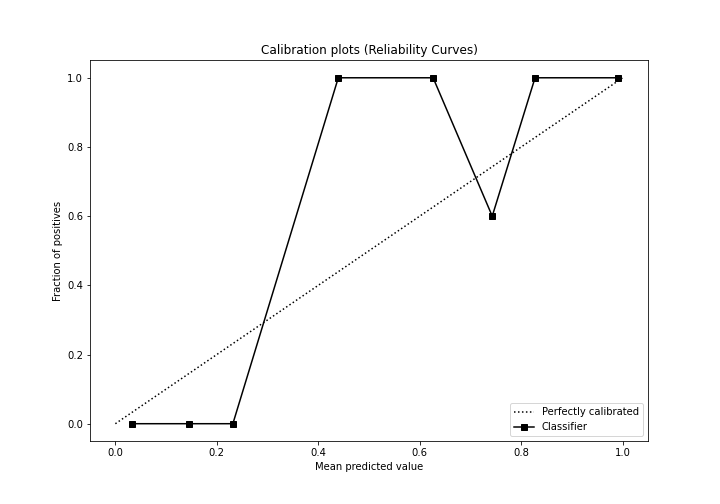 Calibration plots (Reliability Curves)
1.0
0.8
0.6
0.4
0.2
0.0
Fraction of positives
0.0 0.2 0.4 0.6 0.8 1.0
Mean predicted value
Perfectly calibrated
Classifier